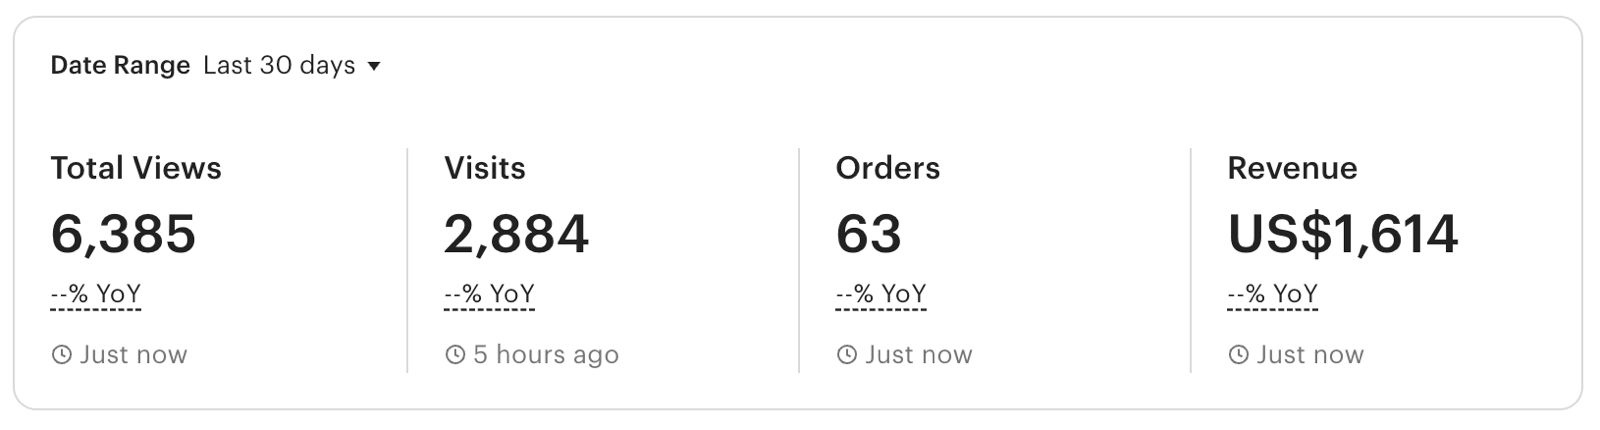 Date Range Last 30 days
Total Views
6,385
--% YoY
Just now
Visits
2,884
--% YoY
5 hours ago
Orders
63
--% YoY
Just now
Revenue
US$1,614
--% YoY
Just now